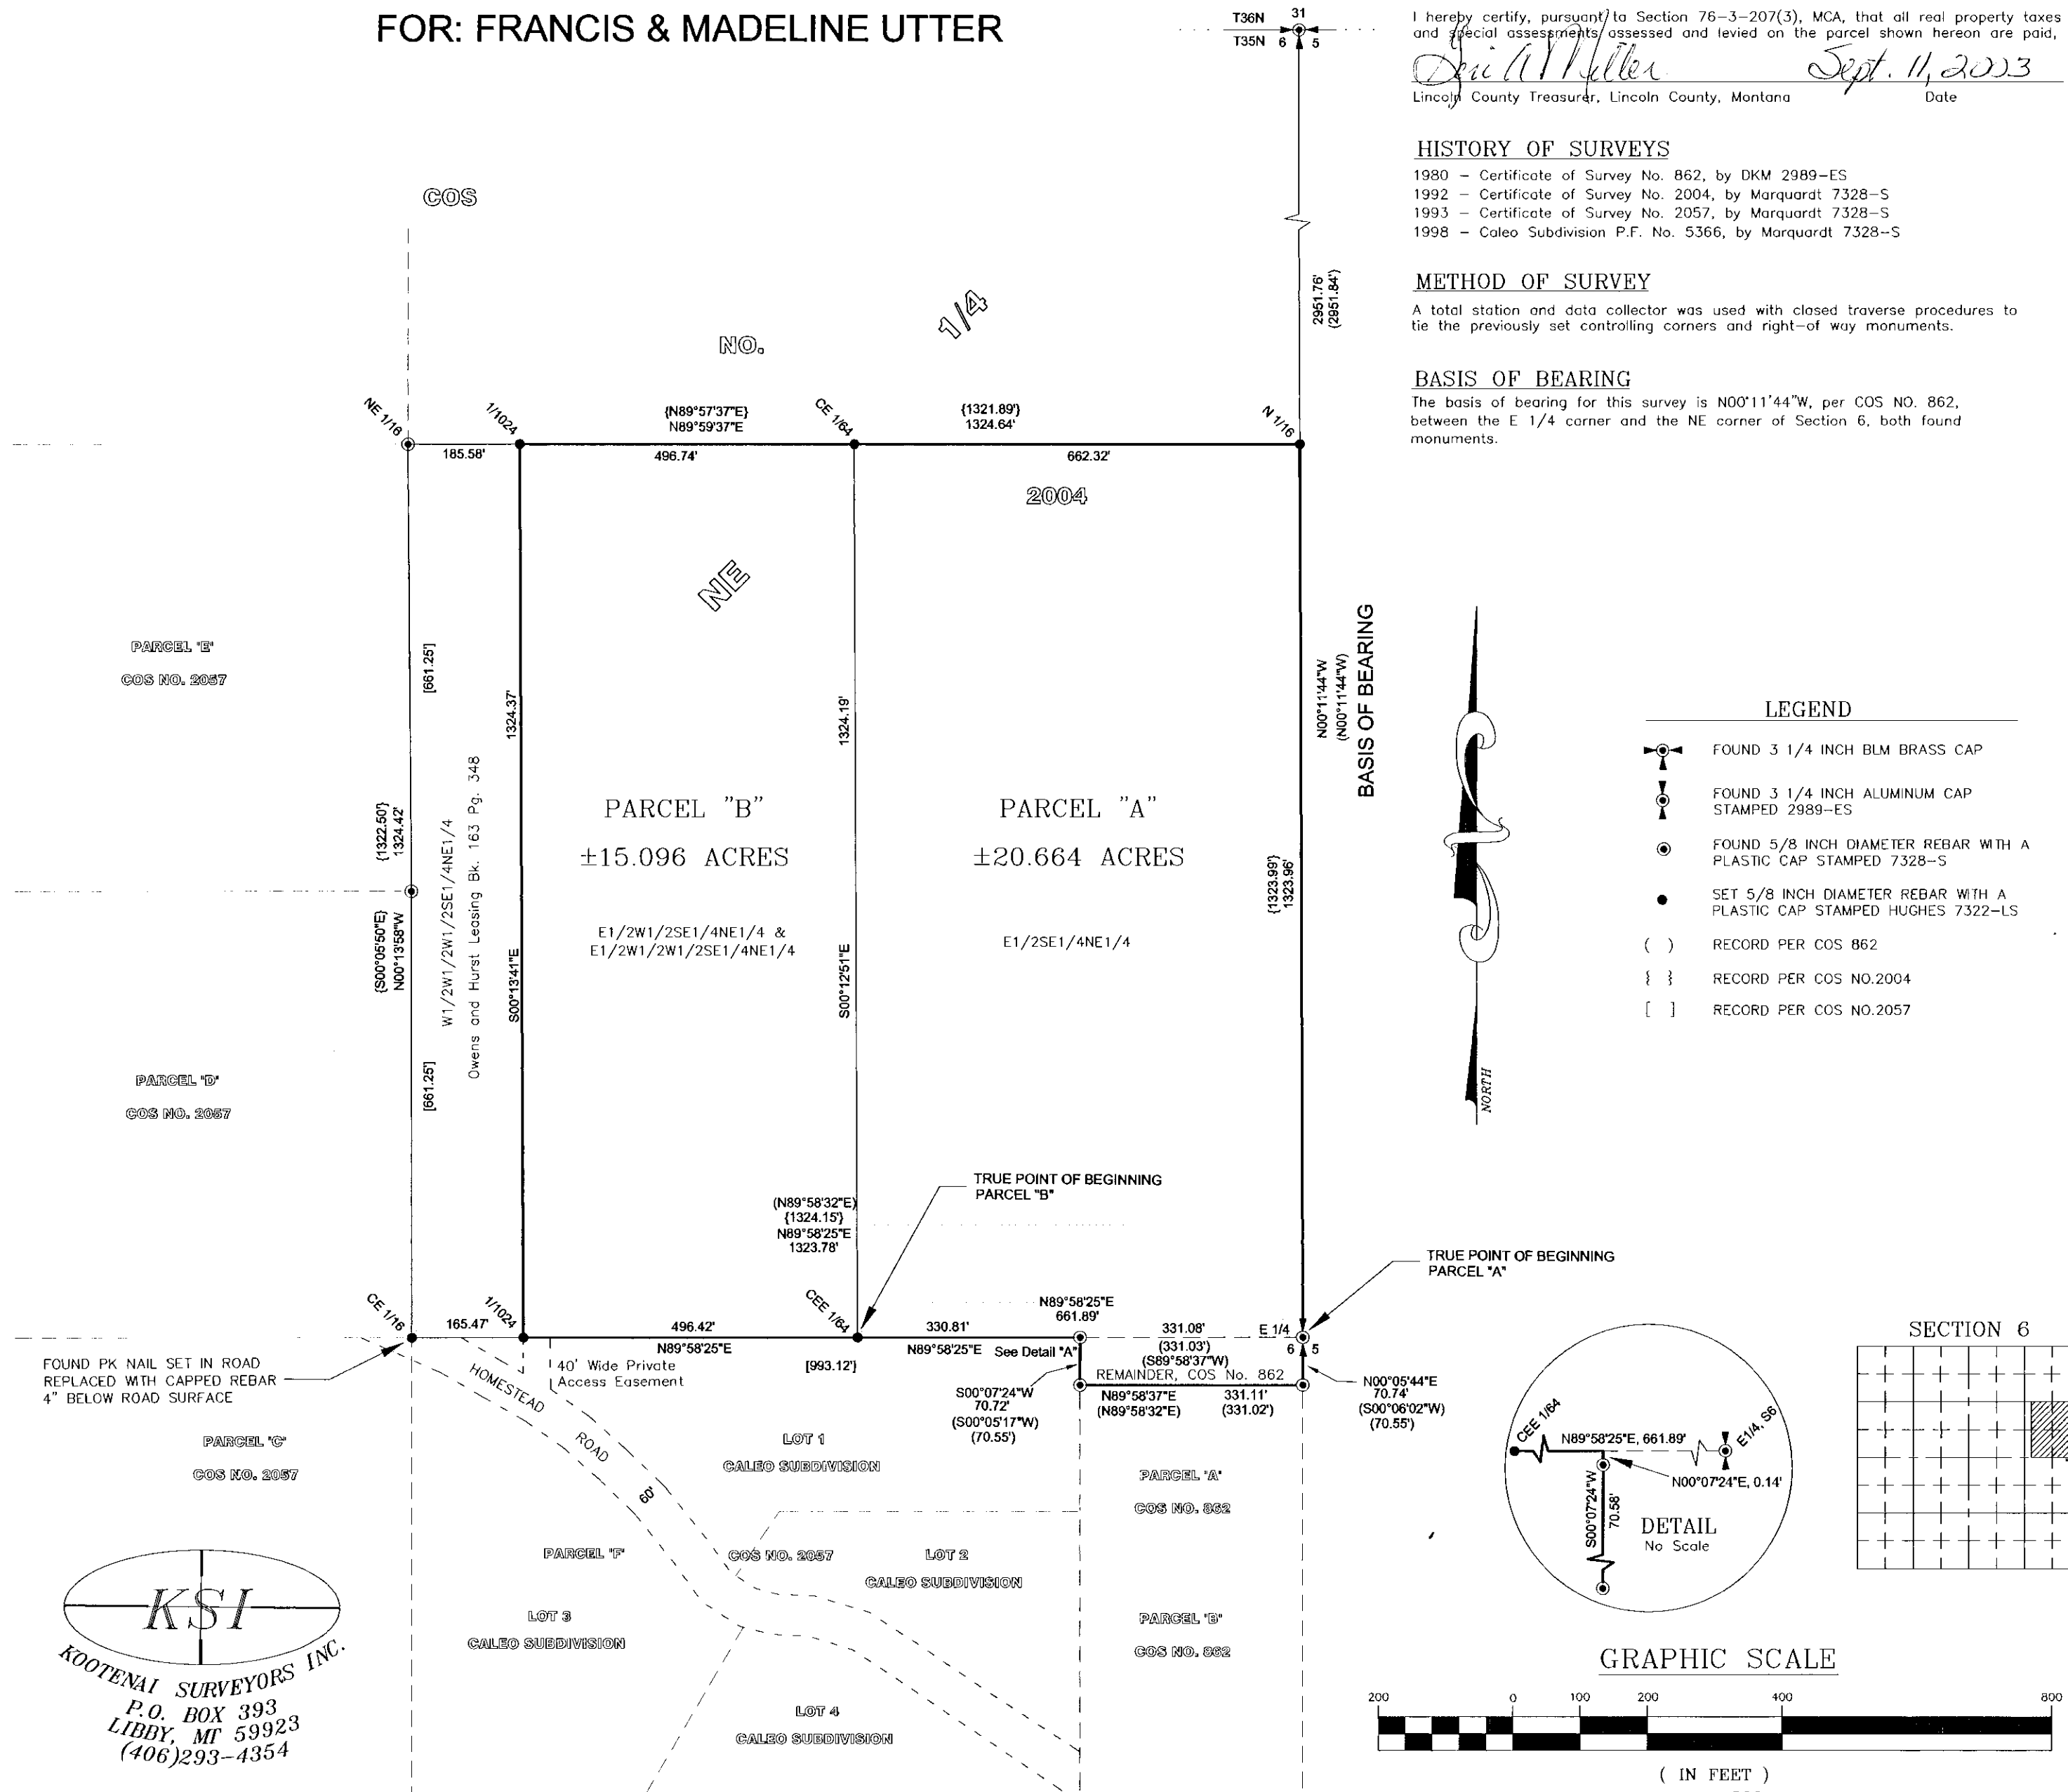 FOR: FRANCIS & MADELINE UTTER
T36N 31
T35N 6 5
I hereby certify, pursuant to Section 76-3-207(3), MCA, that all real property taxes
and special assessments assessed and levied on the parcel shown hereon are paid,
Sept. 11, 2003
Lincoln County Treasurer, Lincoln County, Montana Date
HISTORY OF SURVEYS
1980 - Certificate of Survey No. 862, by DKM 2989-ES
1992 - Certificate of Survey No. 2004, by Marquardt 7328-S
1993 - Certificate of Survey No. 2057, by Marquardt 7328-S
1998 - Caleo Subdivision P.F. No. 5366, by Marquardt 7328--S
METHOD OF SURVEY
A total station and data collector was used with closed traverse procedures to
tie the previously set controlling corners and right-of way monuments.
BASIS OF BEARING
The basis of bearing for this survey is N00°11'44"W, per COS NO. 862,
between the E 1/4 corner and the NE corner of Section 6, both found
monuments.
COS
NO.
1/4
2951.76'
(2951.84')
NE 1/16
1/1024
{N89°57'37"E}
N89°59'37"E
CE 1/64
{1321.89'}
1324.64'
N 1/16
185.58'
496.74'
662.32'
2004
NE
PARCEL "E"
COS NO. 2057
[661.25']
1324.37'
1324.19'
N00°11'44"W
(N00°11'44"W)
BASIS OF BEARING
{1322.50'}
1324.42'
W1/2W1/2W1/2SE1/4NE1/4
Owens and Hurst Leasing Bk. 163 Pg. 348
PARCEL "B"
±15.096 ACRES
E1/2W1/2SE1/4NE1/4 &
E1/2W1/2W1/2SE1/4NE1/4
PARCEL "A"
±20.664 ACRES
E1/2SE1/4NE1/4
{1323.99'}
1323.96'
{S00°05'50"E}
N00°13'58"W
S00°13'41"E
S00°12'51"E
LEGEND
FOUND 3 1/4 INCH BLM BRASS CAP
FOUND 3 1/4 INCH ALUMINUM CAP
STAMPED 2989-ES
FOUND 5/8 INCH DIAMETER REBAR WITH A
PLASTIC CAP STAMPED 7328-S
SET 5/8 INCH DIAMETER REBAR WITH A
PLASTIC CAP STAMPED HUGHES 7322-LS
( ) RECORD PER COS 862
{ } RECORD PER COS NO.2004
[ ] RECORD PER COS NO.2057
NORTH
PARCEL "D"
COS NO. 2057
[661.25']
(N89°58'32"E)
{1324.15'}
N89°58'25"E
1323.78'
TRUE POINT OF BEGINNING
PARCEL "B"
TRUE POINT OF BEGINNING
PARCEL "A"
CE 1/16
1/1024
CEE 1/64
N89°58'25"E
661.89'
165.47'
496.42'
N89°58'25"E
330.81'
N89°58'25"E
See Detail "A"
331.08'
(331.03')
(S89°58'37"W)
E 1/4
6 5
FOUND PK NAIL SET IN ROAD
REPLACED WITH CAPPED REBAR
4" BELOW ROAD SURFACE
40' Wide Private
Access Easement
[993.12']
REMAINDER, COS No. 862
N89°58'37"E 331.11'
(N89°58'32"E) (331.02')
S00°07'24"W
70.72'
(S00°05'17"W)
(70.55')
N00°05'44"E
70.74'
(S00°06'02"W)
(70.55')
HOMESTEAD
ROAD
60'
PARCEL "C"
COS NO. 2057
LOT 1
CALEO SUBDIVISION
PARCEL "A"
COS NO. 862
PARCEL "F"
COS NO. 2057
LOT 2
CALEO SUBDIVISION
LOT 3
CALEO SUBDIVISION
PARCEL "B"
COS NO. 862
LOT 4
CALEO SUBDIVISION
CEE 1/64
N89°58'25"E, 661.89'
E1/4, S6
N00°07'24"E, 0.14'
S00°07'24"W
70.58'
DETAIL
No Scale
SECTION 6
KSI
KOOTENAI SURVEYORS INC.
P.O. BOX 393
LIBBY, MT 59923
(406)293-4354
GRAPHIC SCALE
200 0 100 200 400 800
( IN FEET )